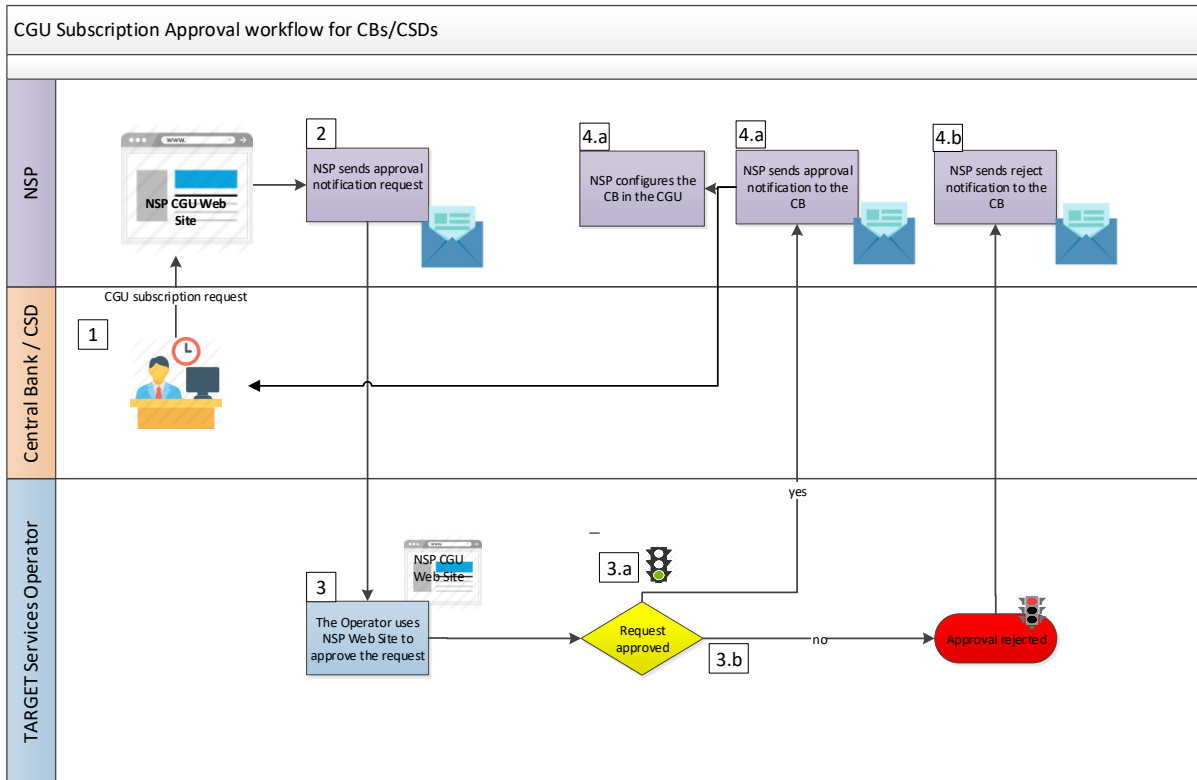 CGU Subscription Approval workflow for CBs/CSDs
NSP
www.
NSP CGU Web
Site
2
NSP sends approval
notification request
4.a
NSP configures the
CB in the CGU
4.a
NSP sends approval
notification to the
CB
4.b
NSP sends reject
notification to the
CB
CGU subscription request
Central Bank / CSD
1
yes
TARGET Services Operator
www.
NSP CGU
Web Site
3
The Operator uses
NSP Web Site to
approve the request
3.a
Request
approved
3.b
no
Approval rejected